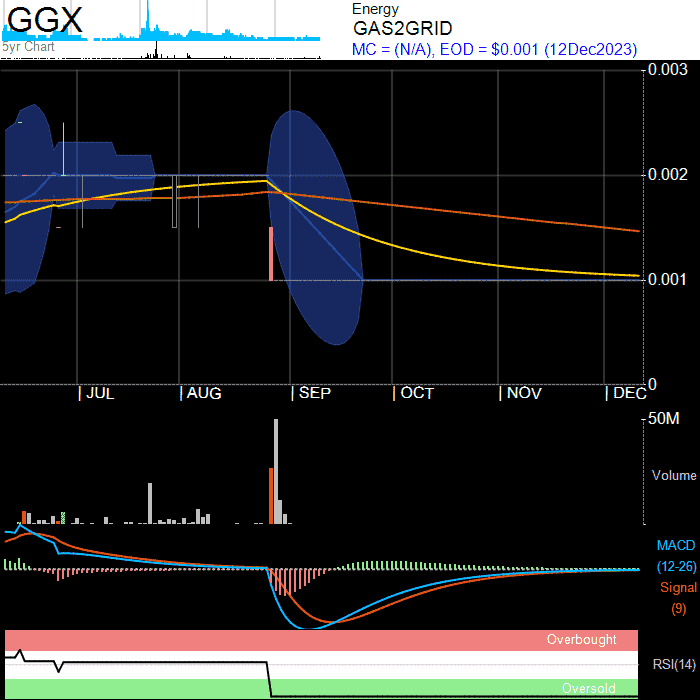 GGX
5yr Chart
Energy
GAS2GRID
MC = (N/A), EOD = $0.001 (12Dec2023)
0.003
0.002
0.001
0
| JUL | AUG | SEP | OCT | NOV | DEC
50M
Volume
MACD
(12-26)
Signal
(9)
Overbought
RSI(14)
Oversold